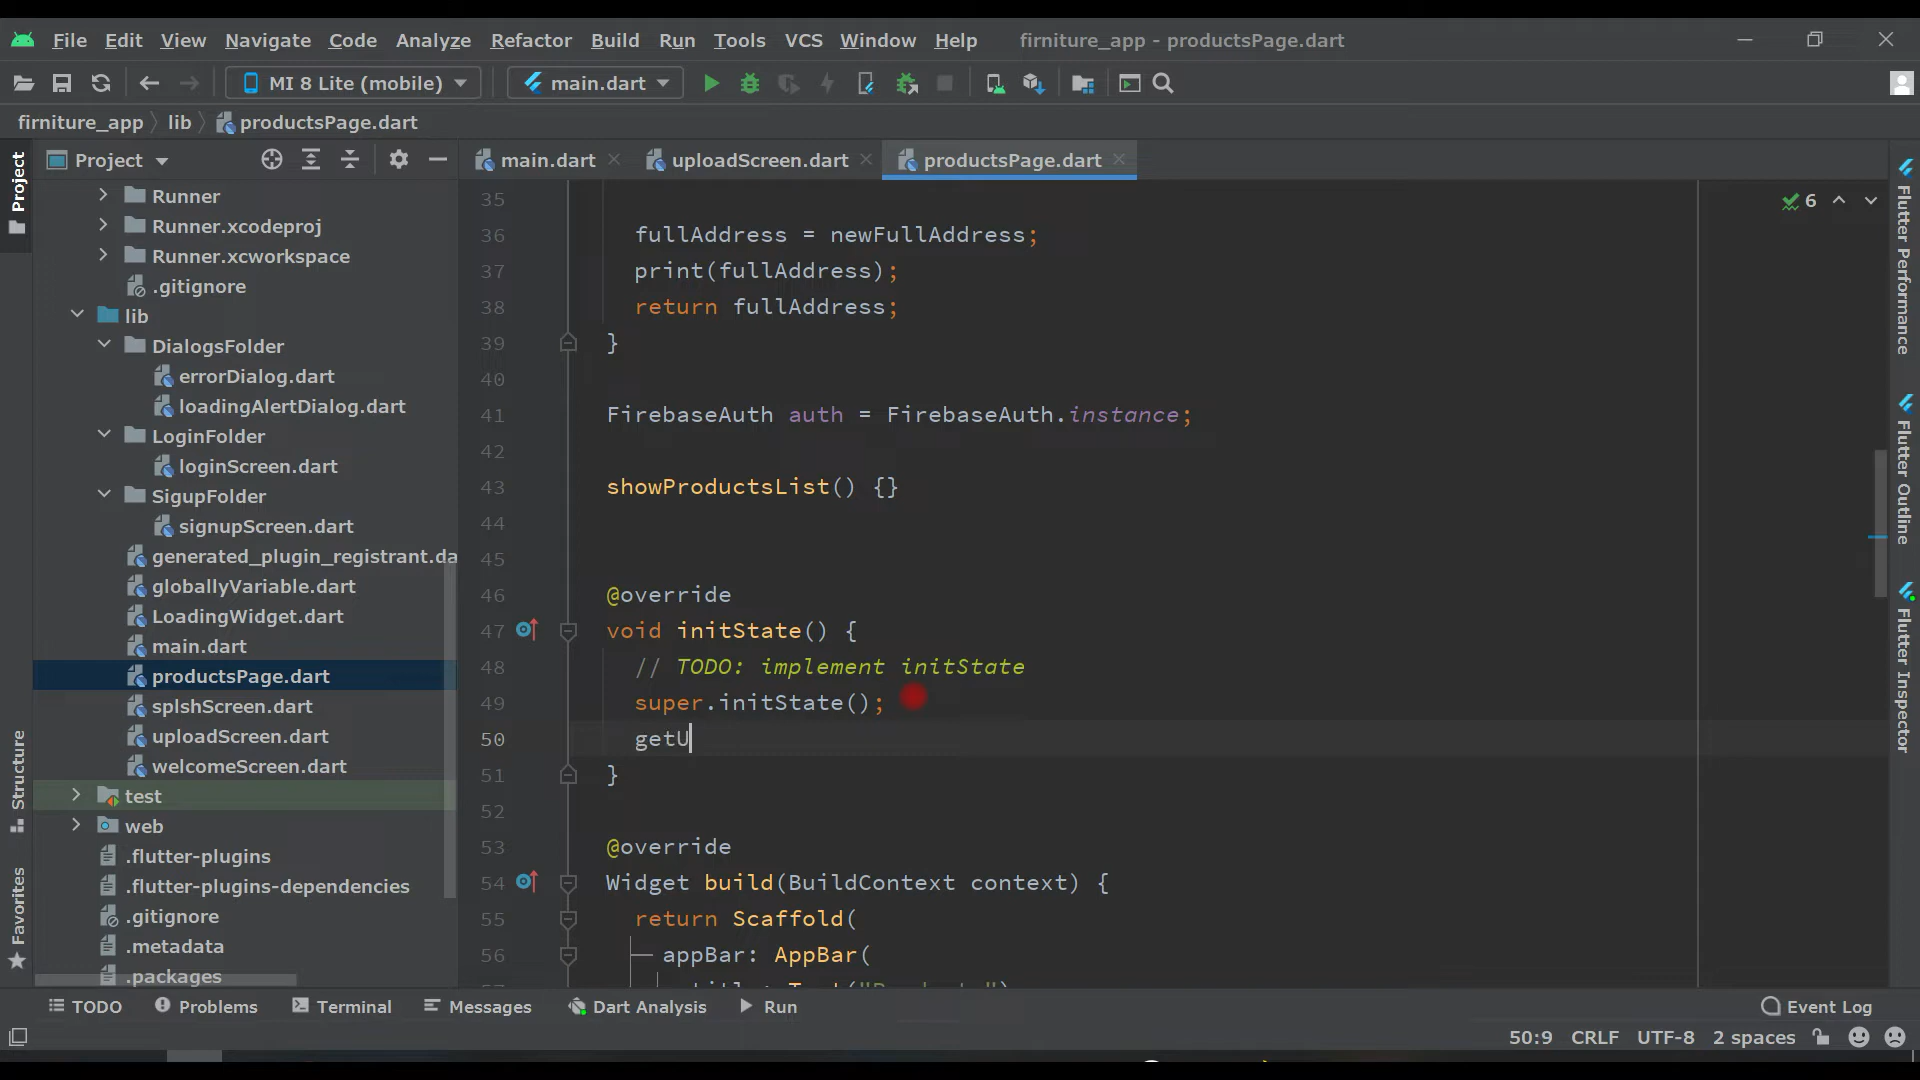 File Edit View Navigate Code Analyze Refactor Build Run Tools VCS Window Help firniture_app - productsPage.dart
MI 8 Lite (mobile) main.dart
firniture_app lib productsPage.dart
Project main.dart uploadScreen.dart productsPage.dart
Project
Structure
Favorites
Runner
Runner.xcodeproj
Runner.xcworkspace
.gitignore
lib
DialogsFolder
errorDialog.dart
loadingAlertDialog.dart
LoginFolder
loginScreen.dart
SigupFolder
signupScreen.dart
generated_plugin_registrant.da
globallyVariable.dart
LoadingWidget.dart
main.dart
productsPage.dart
splshScreen.dart
uploadScreen.dart
welcomeScreen.dart
test
web
.flutter-plugins
.flutter-plugins-dependencies
.gitignore
.metadata
.packages
6
35
36 fullAddress = newFullAddress;
37 print(fullAddress);
38 return fullAddress;
39 }
40
41 FirebaseAuth auth = FirebaseAuth.instance;
42
43 showProductsList() {}
44
45
46 @override
47 void initState() {
48 // TODO: implement initState
49 super.initState();
50 getU
51 }
52
53 @override
54 Widget build(BuildContext context) {
55 return Scaffold(
56 appBar: AppBar(
Flutter Performance
Flutter Outline
Flutter Inspector
TODO Problems Terminal Messages Dart Analysis Run Event Log
50:9 CRLF UTF-8 2 spaces